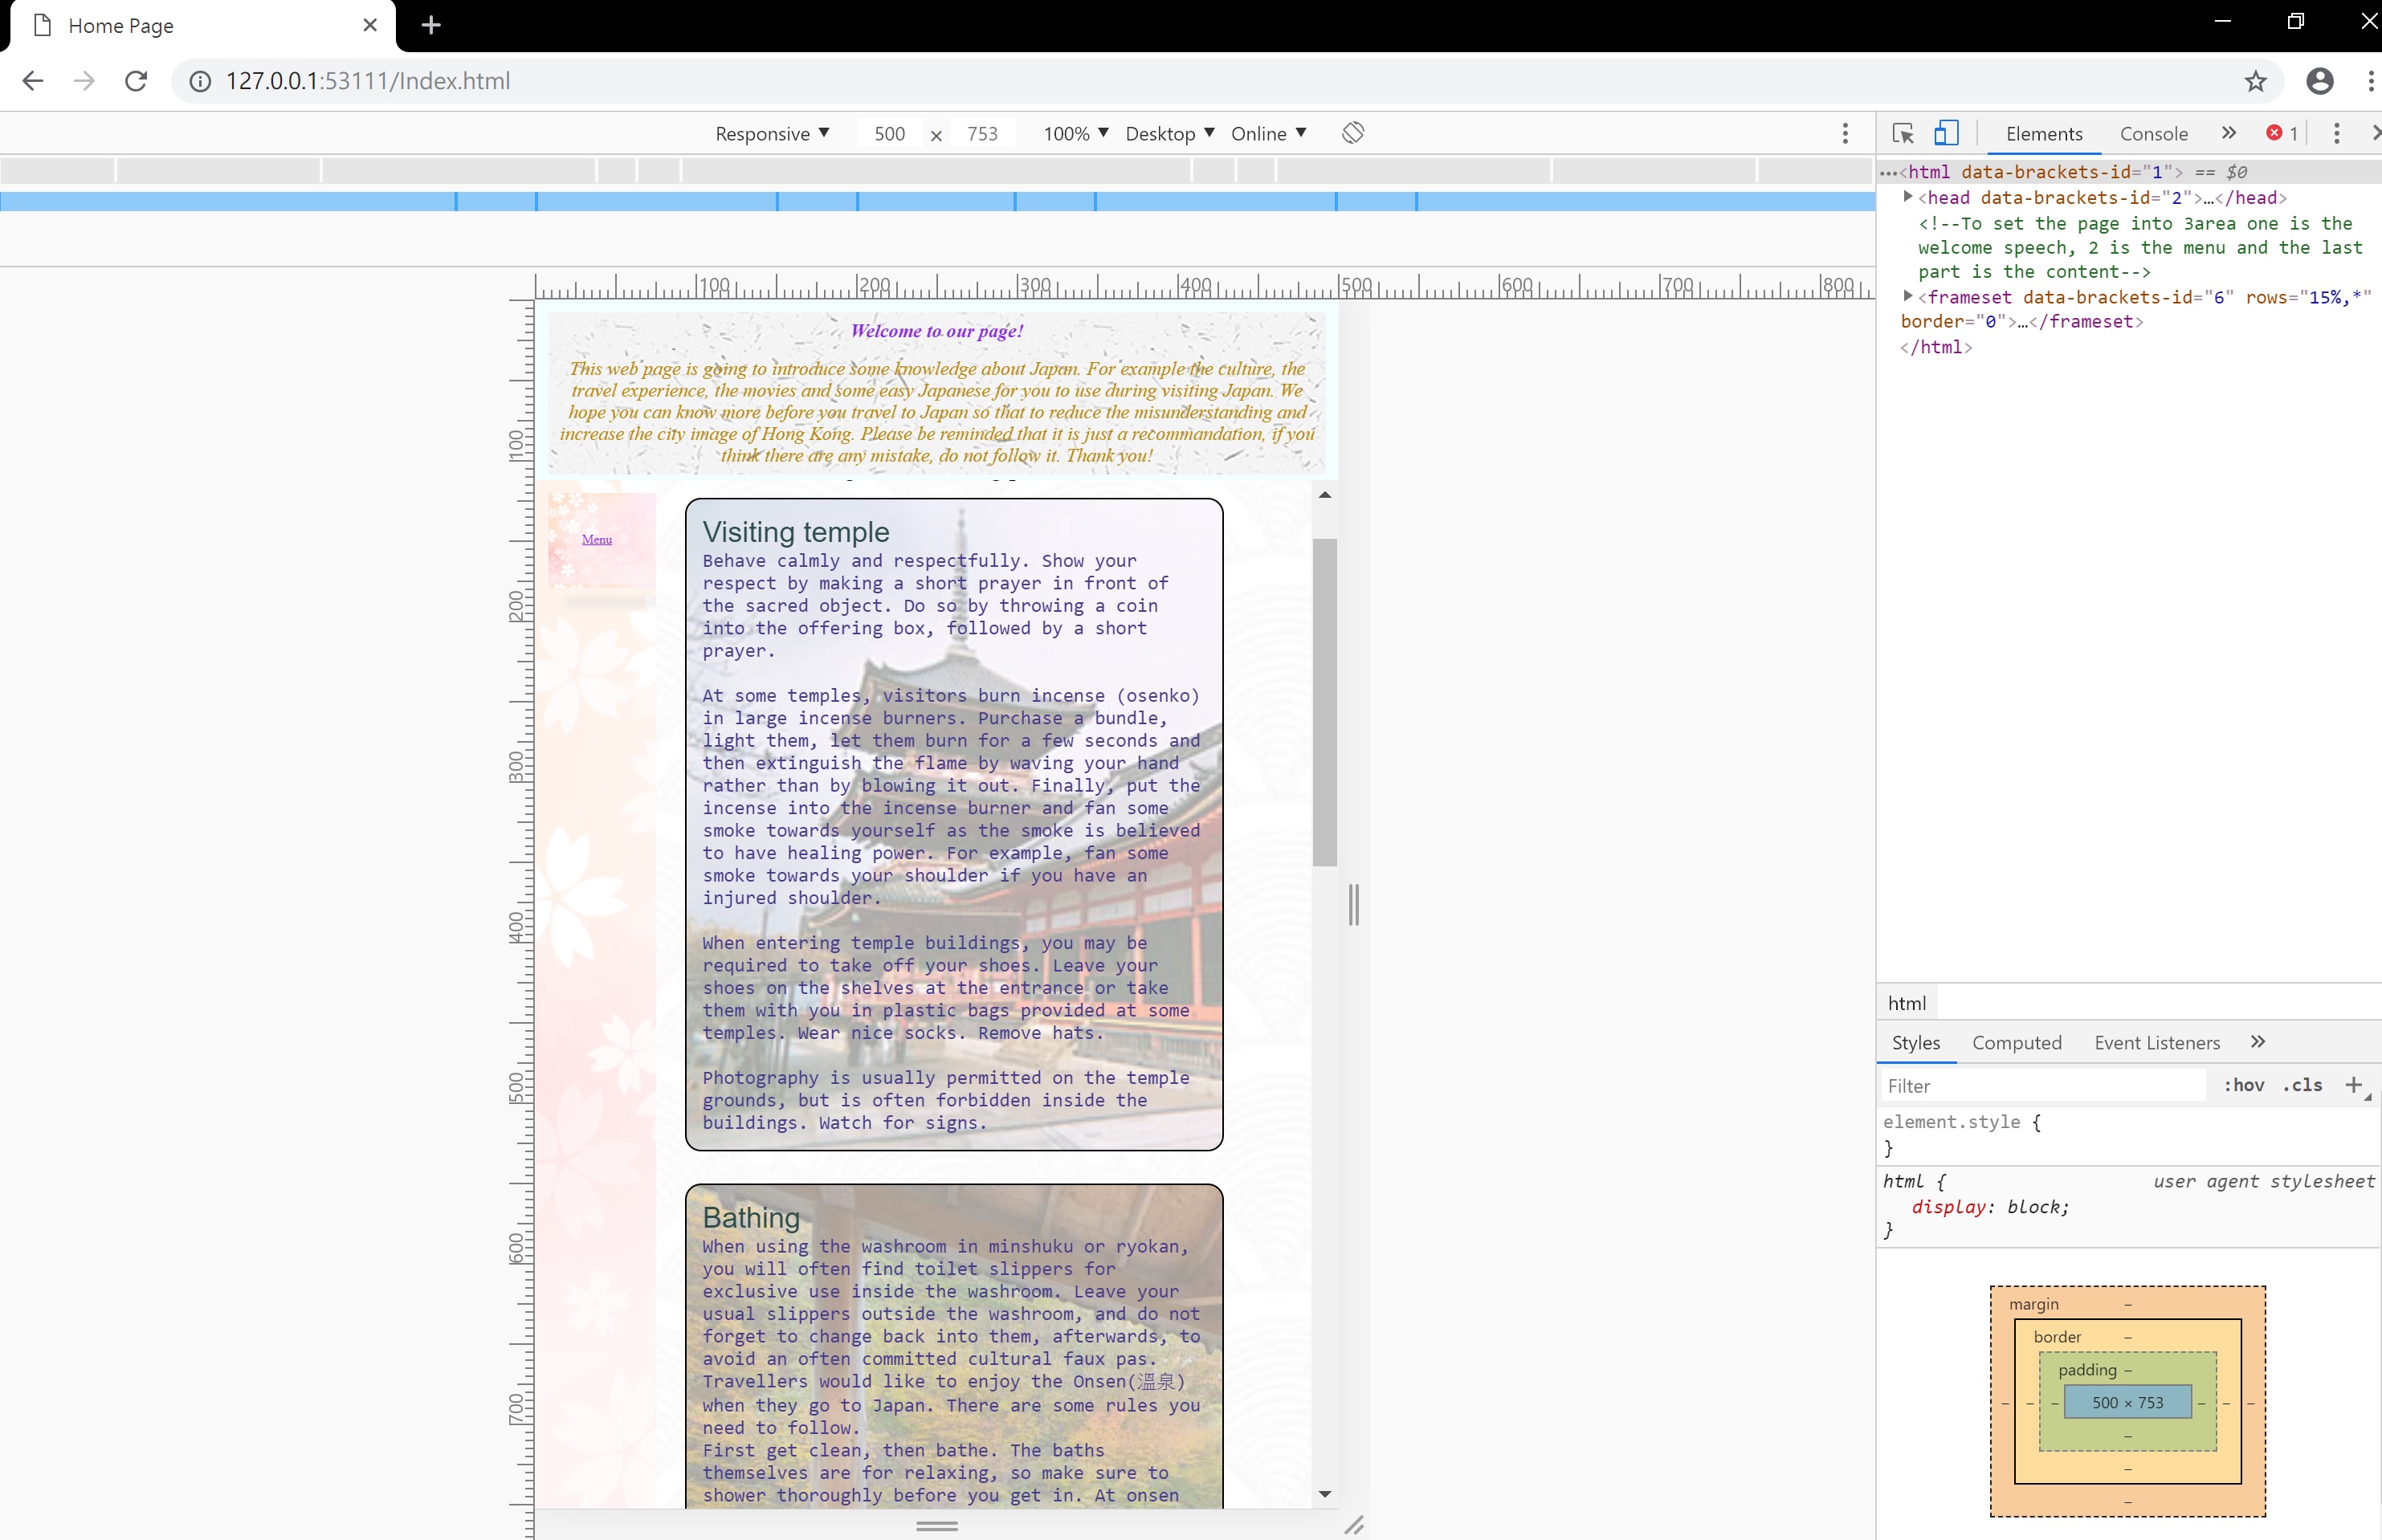 Home Page
127.0.0.1:53111/Index.html
Responsive ▼ 500 × 753 100% ▼ Desktop ▼ Online ▼
100 200 300 400 500 600 700 800
100
200
300
400
500
600
700
Welcome to our page!
This web page is going to introduce some knowledge about Japan. For example the culture, the
travel experience, the movies and some easy Japanese for you to use during visiting Japan. We
hope you can know more before you travel to Japan so that to reduce the misunderstanding and
increase the city image of Hong Kong. Please be reminded that it is just a recommandation, if you
think there are any mistake, do not follow it. Thank you!
Menu
Visiting temple
Behave calmly and respectfully. Show your
respect by making a short prayer in front of
the sacred object. Do so by throwing a coin
into the offering box, followed by a short
prayer.
At some temples, visitors burn incense (osenko)
in large incense burners. Purchase a bundle,
light them, let them burn for a few seconds and
then extinguish the flame by waving your hand
rather than by blowing it out. Finally, put the
incense into the incense burner and fan some
smoke towards yourself as the smoke is believed
to have healing power. For example, fan some
smoke towards your shoulder if you have an
injured shoulder.
When entering temple buildings, you may be
required to take off your shoes. Leave your
shoes on the shelves at the entrance or take
them with you in plastic bags provided at some
temples. Wear nice socks. Remove hats.
Photography is usually permitted on the temple
grounds, but is often forbidden inside the
buildings. Watch for signs.
Bathing
When using the washroom in minshuku or ryokan,
you will often find toilet slippers for
exclusive use inside the washroom. Leave your
usual slippers outside the washroom, and do not
forget to change back into them, afterwards, to
avoid an often committed cultural faux pas.
Travellers would like to enjoy the Onsen(溫泉)
when they go to Japan. There are some rules you
need to follow.
First get clean, then bathe. The baths
themselves are for relaxing, so make sure to
shower thoroughly before you get in. At onsen
Elements Console » 1
…<html data-brackets-id="1"> == $0
<head data-brackets-id="2">…</head>
<!--To set the page into 3area one is the
welcome speech, 2 is the menu and the last
part is the content-->
<frameset data-brackets-id="6" rows="15%,*"
border="0">…</frameset>
</html>
html
Styles Computed Event Listeners »
Filter :hov .cls +
element.style {
}
html { user agent stylesheet
display: block;
}
margin –
border –
padding –
– – – 500 × 753 – – –
–
–
–